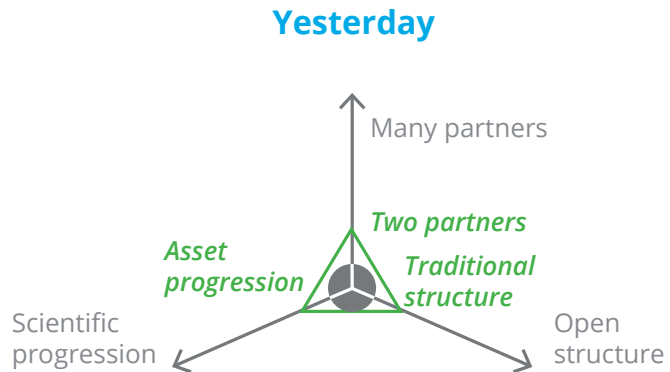 Yesterday
Many partners
Two partners
Asset
progression
Traditional
structure
Scientific
progression
Open
structure